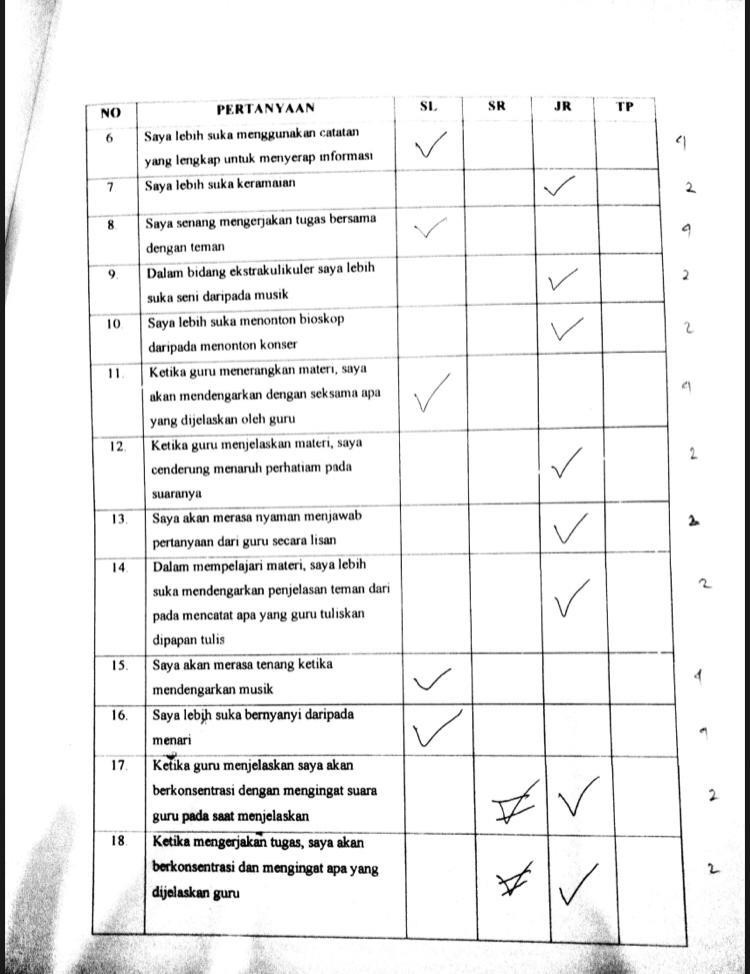 NO PERTANYAAN SL SR JR TP
6 Saya lebih suka menggunakan catatan
yang lengkap untuk menyerap informasi ✓ 4
7 Saya lebih suka keramaian ✓ 2
8 Saya senang mengerjakan tugas bersama
dengan teman ✓ 4
9. Dalam bidang ekstrakulikuler saya lebih
suka seni daripada musik ✓ 2
10 Saya lebih suka menonton bioskop
daripada menonton konser ✓ 2
11. Ketika guru menerangkan materi, saya
akan mendengarkan dengan seksama apa
yang dijelaskan oleh guru ✓ 4
12. Ketika guru menjelaskan materi, saya
cenderung menaruh perhatiam pada
suaranya ✓ 2
13. Saya akan merasa nyaman menjawab
pertanyaan dari guru secara lisan ✓ 2
14 Dalam mempelajari materi, saya lebih
suka mendengarkan penjelasan teman dari
pada mencatat apa yang guru tuliskan
dipapan tulis ✓ 2
15. Saya akan merasa tenang ketika
mendengarkan musik ✓ 4
16. Saya lebih suka bernyanyi daripada
menari ✓ 4
17 Ketika guru menjelaskan saya akan
berkonsentrasi dengan mengingat suara
guru pada saat menjelaskan ✓ 2
18 Ketika mengerjakan tugas, saya akan
berkonsentrasi dan mengingat apa yang
dijelaskan guru ✓ 2